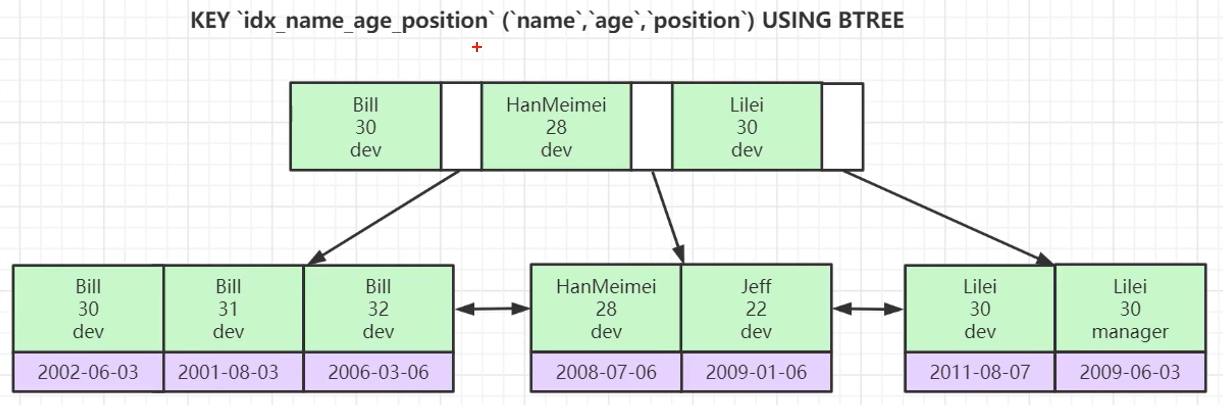 KEY `idx_name_age_position` (`name`,`age`,`position`) USING BTREE
Bill
30
dev
HanMeimei
28
dev
Lilei
30
dev
Bill
30
dev
2002-06-03
Bill
31
dev
2001-08-03
Bill
32
dev
2006-03-06
HanMeimei
28
dev
2008-07-06
Jeff
22
dev
2009-01-06
Lilei
30
dev
2011-08-07
Lilei
30
manager
2009-06-03